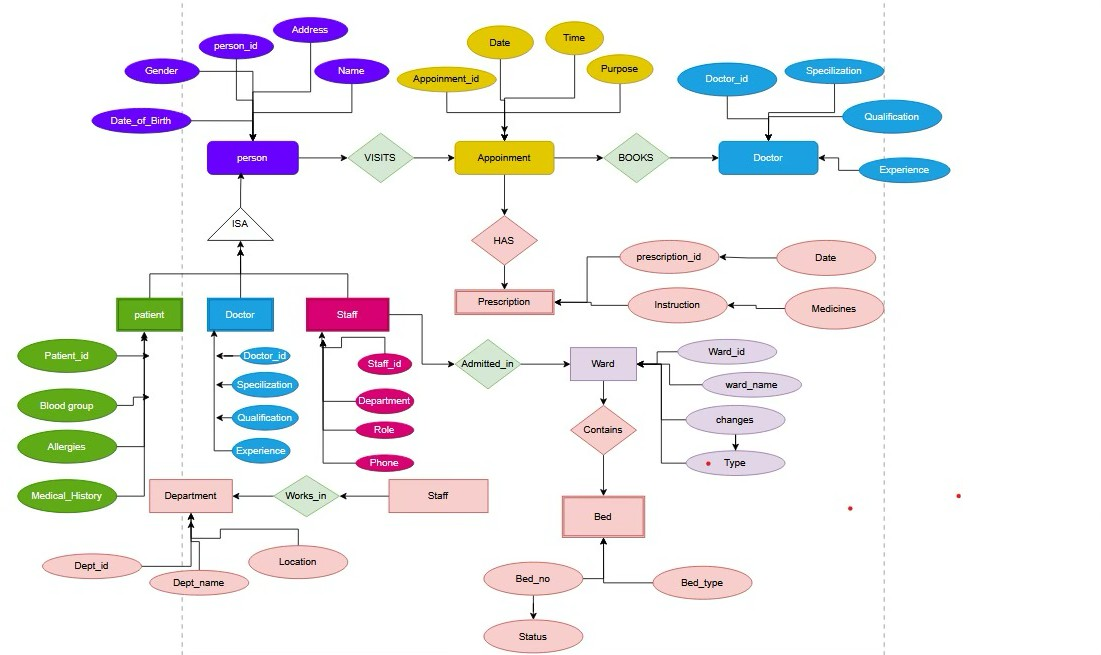 Address
person_id
Gender
Name
Date_of_Birth
Date
Time
Appointment_id
Purpose
Doctor_id
Specilization
Qualification
Experience
person
VISITS
Appoinment
BOOKS
Doctor
ISA
HAS
prescription_id
Date
Prescription
Instruction
Medicines
patient
Doctor
Staff
Patient_id
Blood group
Allergies
Medical_History
Doctor_id
Specilization
Qualification
Experience
Staff_id
Department
Role
Phone
Admitted_in
Ward
Ward_id
ward_name
changes
Type
Contains
Department
Works_in
Staff
Bed
Dept_id
Dept_name
Location
Bed_no
Bed_type
Status